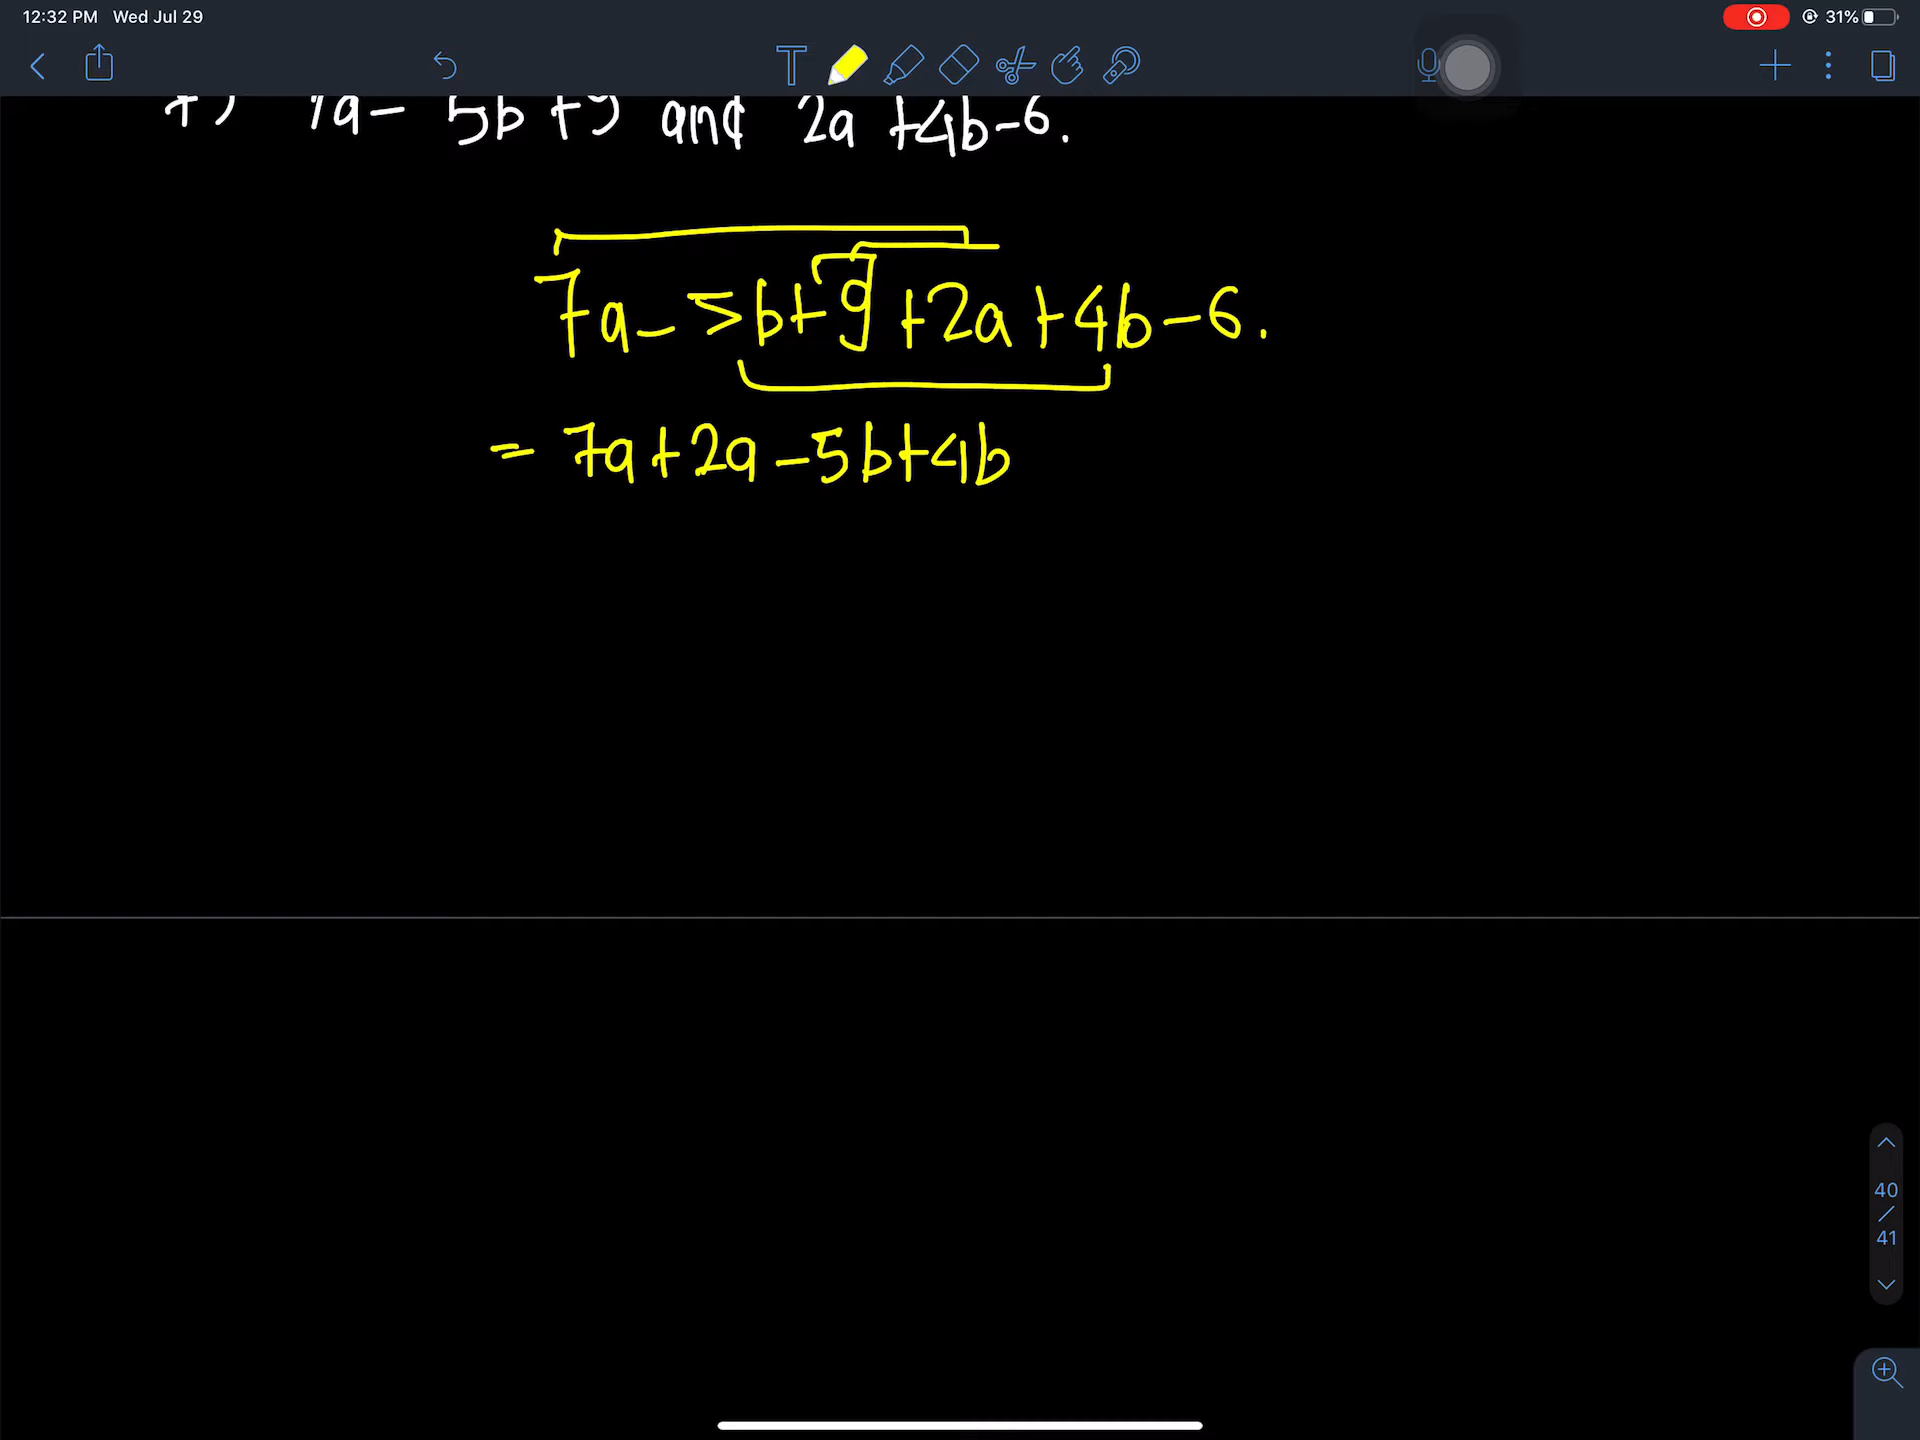 12:32 PM Wed Jul 29
31%
7a - 5b + 9 and 2a + 4b - 6.
7a - 5b + 9 + 2a + 4b - 6.
= 7a + 2a - 5b + 4b
40
/
41